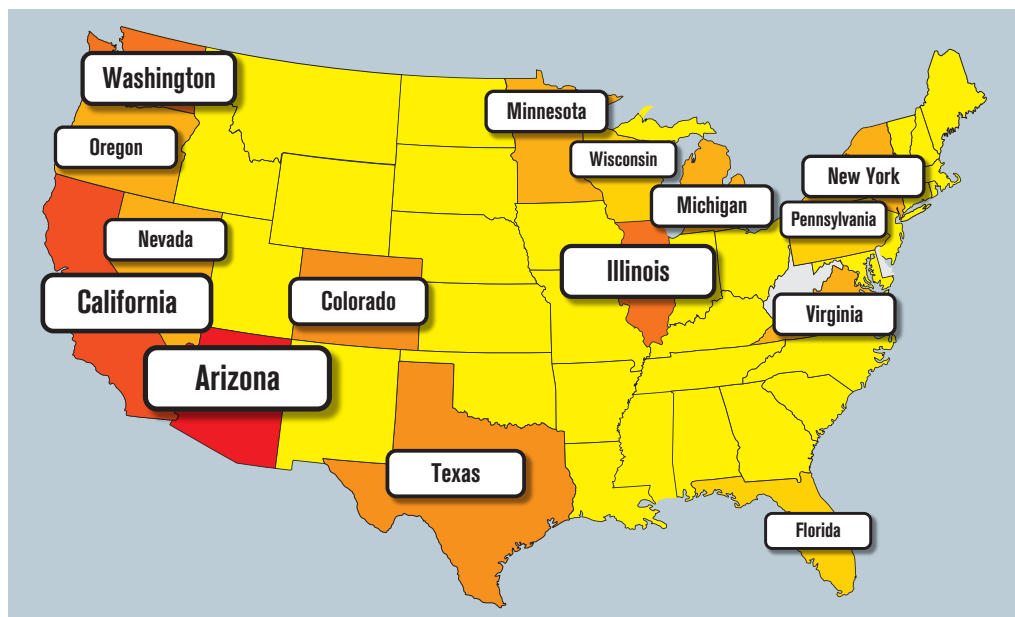 Washington
Minnesota
Oregon
Wisconsin
New York
Michigan
Pennsylvania
Nevada
Illinois
California
Colorado
Virginia
Arizona
Texas
Florida